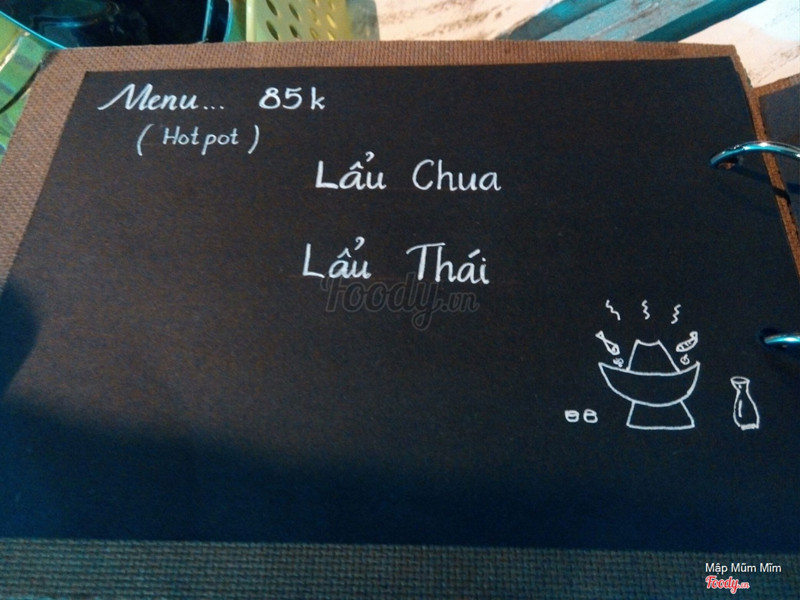 Menu... 85k
( Hot pot )
Lẩu Chua
Lẩu Thái
Foody.vn
Mập Mũm Mĩm
Foody.vn